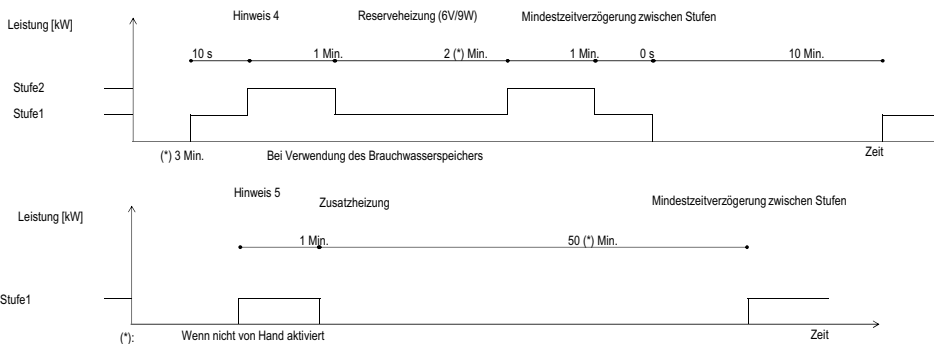 Hinweis 4 Reserveheizung (6V/9W) Mindestzeitverzögerung zwischen Stufen
Leistung [kW]
10 s 1 Min. 2 (*) Min. 1 Min. 0 s 10 Min.
Stufe2
Stufe1
(*) 3 Min. Bei Verwendung des Brauchwasserspeichers Zeit
Hinweis 5 Zusatzheizung Mindestzeitverzögerung zwischen Stufen
Leistung [kW]
1 Min. 50 (*) Min.
Stufe1
(*): Wenn nicht von Hand aktiviert Zeit